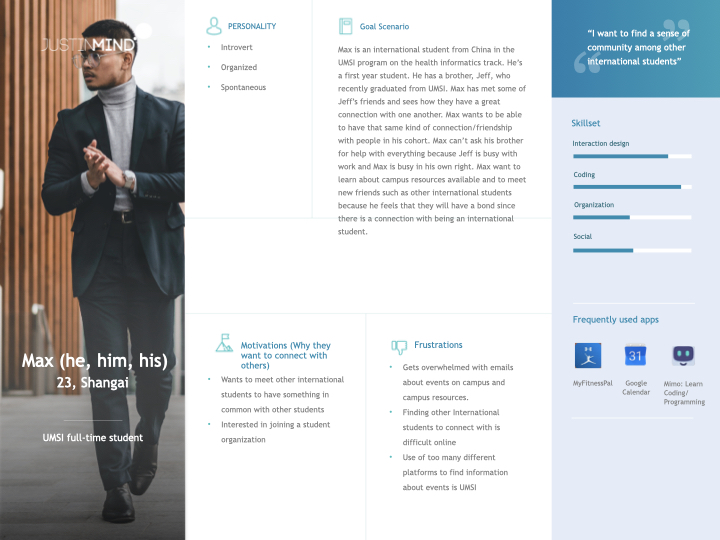 JUSTINMIND
Max (he, him, his)
23, Shangai
UMSI full-time student
PERSONALITY
• Introvert
• Organized
• Spontaneous
Goal Scenario
Max is an international student from China in the
UMSI program on the health informatics track. He’s
a first year student. He has a brother, Jeff, who
recently graduated from UMSI. Max has met some of
Jeff’s friends and sees how they have a great
connection with one another. Max wants to be able
to have that same kind of connection/friendship
with people in his cohort. Max can’t ask his brother
for help with everything because Jeff is busy with
work and Max is busy in his own right. Max want to
learn about campus resources available and to meet
new friends such as other international students
because he feels that they will have a bond since
there is a connection with being an international
student.
Motivations (Why they
want to connect with
others)
• Wants to meet other international
students to have something in
common with other students
• Interested in joining a student
organization
Frustrations
• Gets overwhelmed with emails
about events on campus and
campus resources.
• Finding other International
students to connect with is
difficult online
• Use of too many different
platforms to find information
about events is UMSI
“I want to find a sense of
community among other
international students”
Skillset
Interaction design
Coding
Organization
Social
Frequently used apps
31
MyFitnessPal
Google
Calendar
Mimo: Learn
Coding/
Programming